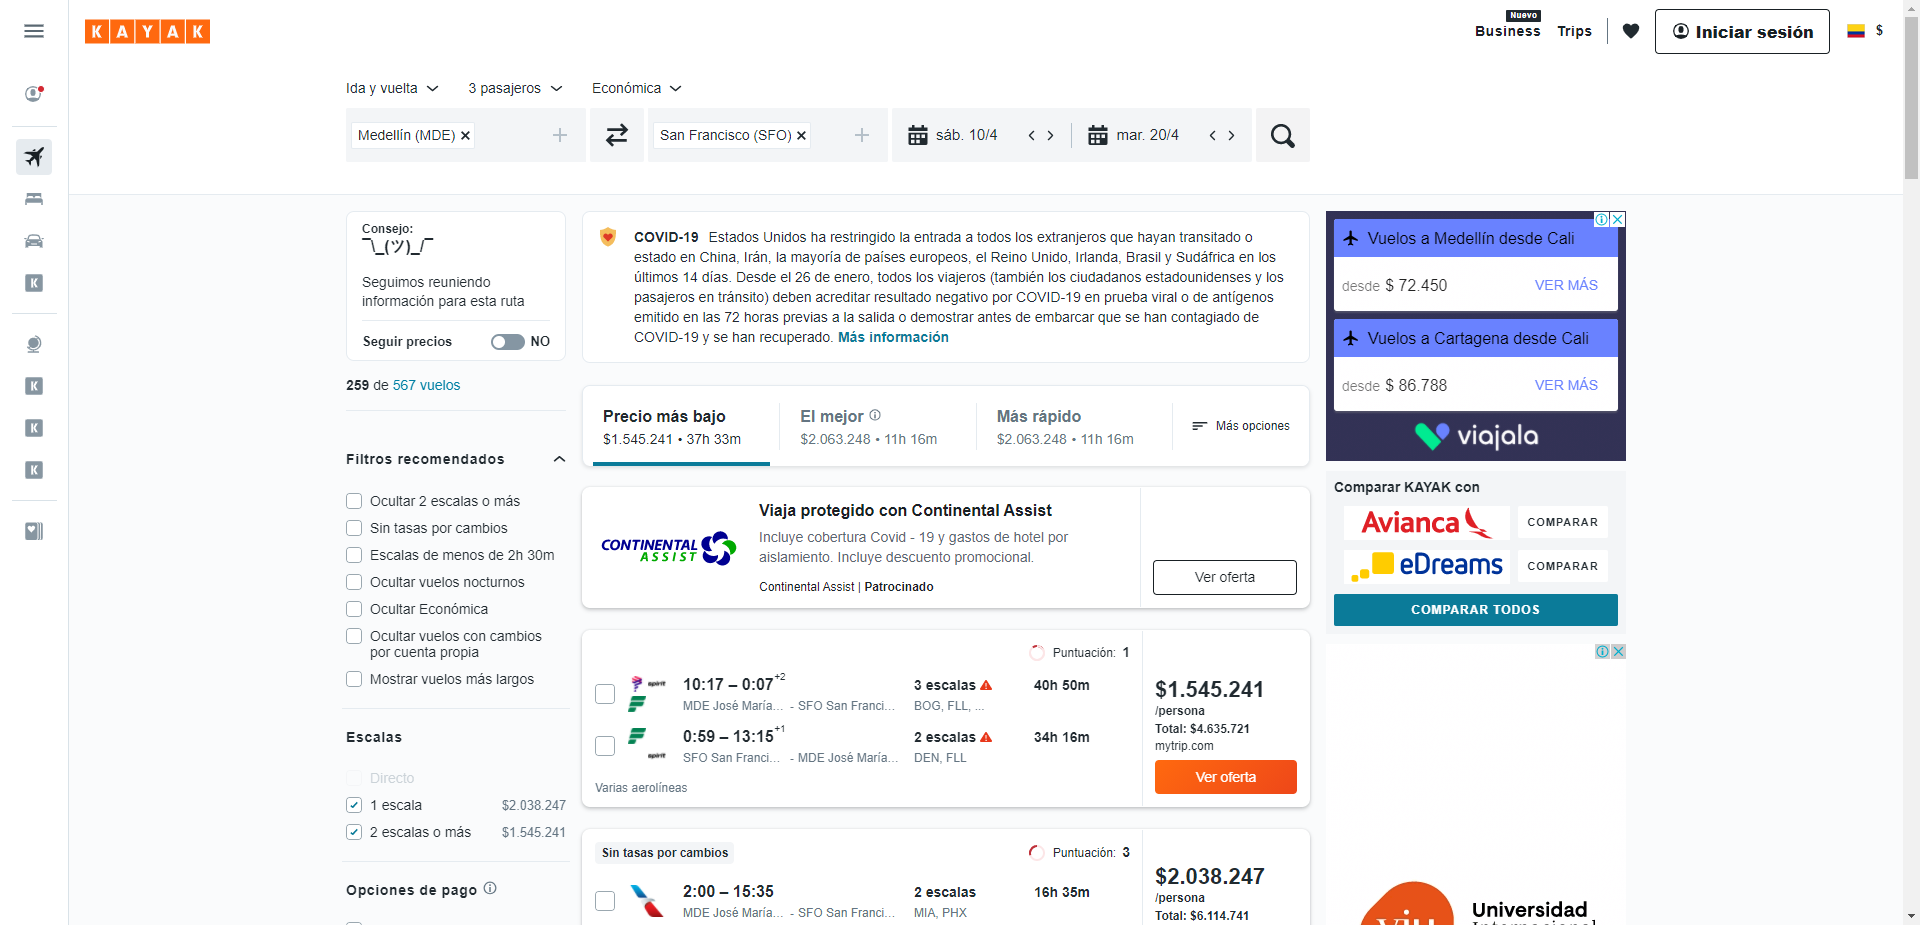 KAYAK
Nuevo
Business
Trips
Iniciar sesión
$
Ida y vuelta
3 pasajeros
Económica
Medellín (MDE)
San Francisco (SFO)
sáb. 10/4
mar. 20/4
Consejo:
¯\_(ツ)_/¯
Seguimos reuniendo
información para esta ruta
Seguir precios
NO
259 de 567 vuelos
Filtros recomendados
Ocultar 2 escalas o más
Sin tasas por cambios
Escalas de menos de 2h 30m
Ocultar vuelos nocturnos
Ocultar Económica
Ocultar vuelos con cambios
por cuenta propia
Mostrar vuelos más largos
Escalas
Directo
1 escala $2.038.247
2 escalas o más $1.545.241
Opciones de pago
COVID-19 Estados Unidos ha restringido la entrada a todos los extranjeros que hayan transitado o
estado en China, Irán, la mayoría de países europeos, el Reino Unido, Irlanda, Brasil y Sudáfrica en los
últimos 14 días. Desde el 26 de enero, todos los viajeros (también los ciudadanos estadounidenses y los
pasajeros en tránsito) deben acreditar resultado negativo por COVID-19 en prueba viral o de antígenos
emitido en las 72 horas previas a la salida o demostrar antes de embarcar que se han contagiado de
COVID-19 y se han recuperado. Más información
Precio más bajo
$1.545.241 • 37h 33m
El mejor
$2.063.248 • 11h 16m
Más rápido
$2.063.248 • 11h 16m
Más opciones
CONTINENTAL
ASSIST
Viaja protegido con Continental Assist
Incluye cobertura Covid - 19 y gastos de hotel por
aislamiento. Incluye descuento promocional.
Continental Assist | Patrocinado
Ver oferta
Puntuación: 1
spirit
10:17 – 0:07+2
MDE José María... - SFO San Franci...
3 escalas
BOG, FLL, ...
40h 50m
0:59 – 13:15+1
SFO San Franci... - MDE José María...
2 escalas
DEN, FLL
34h 16m
spirit
Varias aerolíneas
$1.545.241
/persona
Total: $4.635.721
mytrip.com
Ver oferta
Sin tasas por cambios
Puntuación: 3
2:00 – 15:35
MDE José María... - SFO San Franci...
2 escalas
MIA, PHX
16h 35m
$2.038.247
/persona
Total: $6.114.741
Vuelos a Medellín desde Cali
desde $ 72.450
VER MÁS
Vuelos a Cartagena desde Cali
desde $ 86.788
VER MÁS
viajala
Comparar KAYAK con
Avianca
COMPARAR
eDreams
COMPARAR
COMPARAR TODOS
viu
Universidad
Internacional